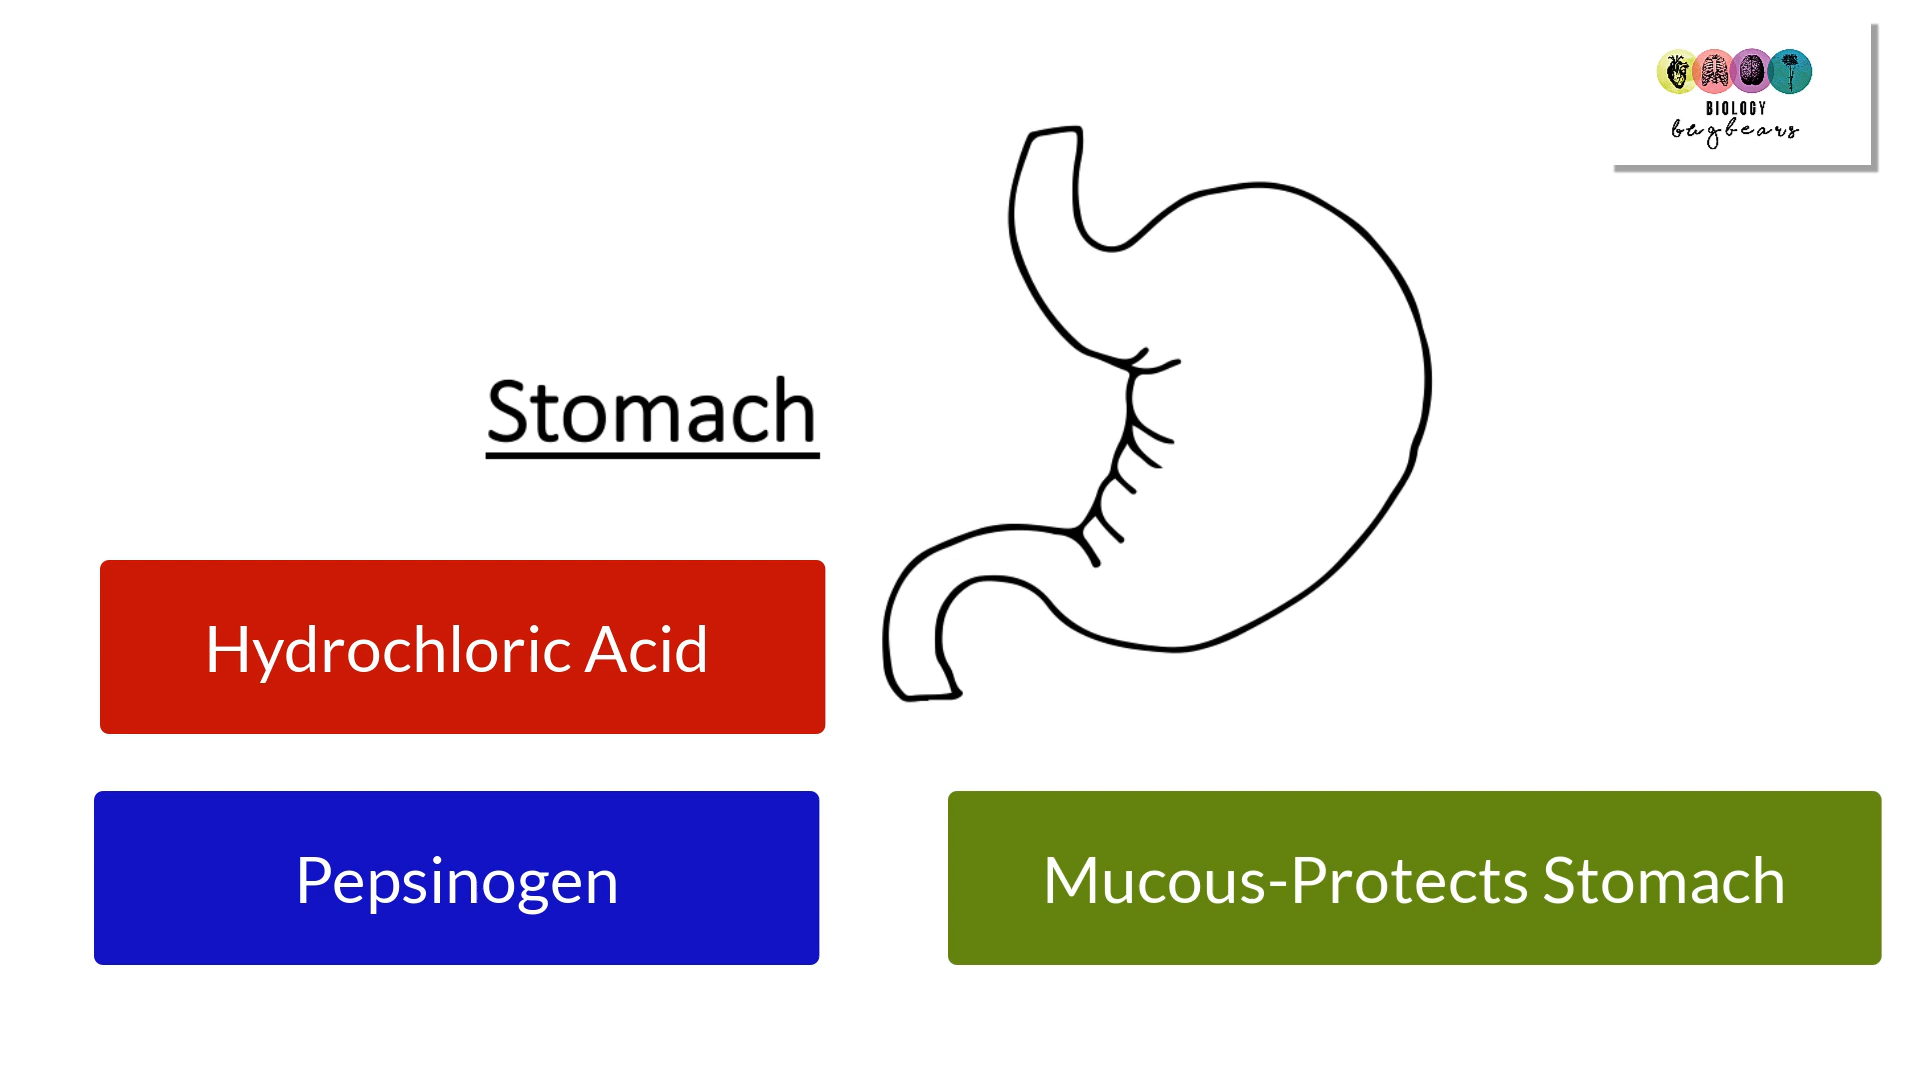 BIOLOGY
bugbears
Stomach
Hydrochloric Acid
Pepsinogen
Mucous-Protects Stomach